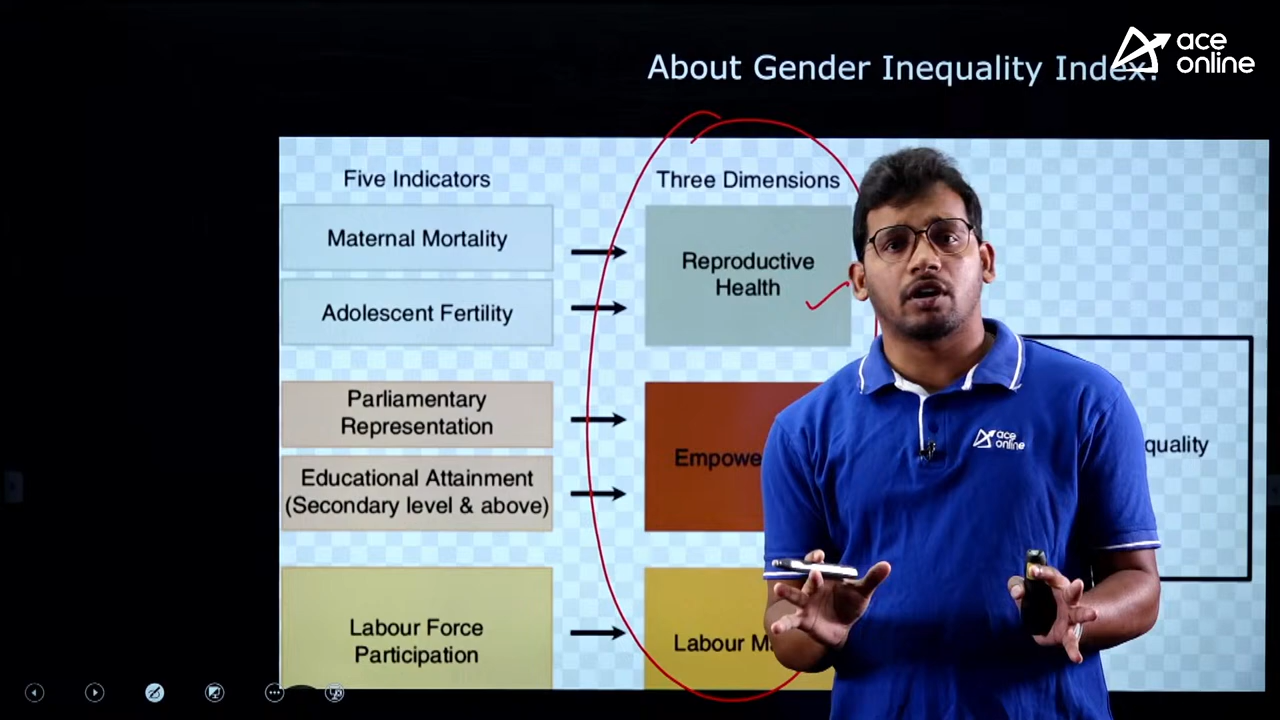 About Gender Inequality Index:
ace
online
Five Indicators
Three Dimensions
Maternal Mortality
Adolescent Fertility
Reproductive
Health
Parliamentary
Representation
Educational Attainment
(Secondary level & above)
Labour Force
Participation
ace
online